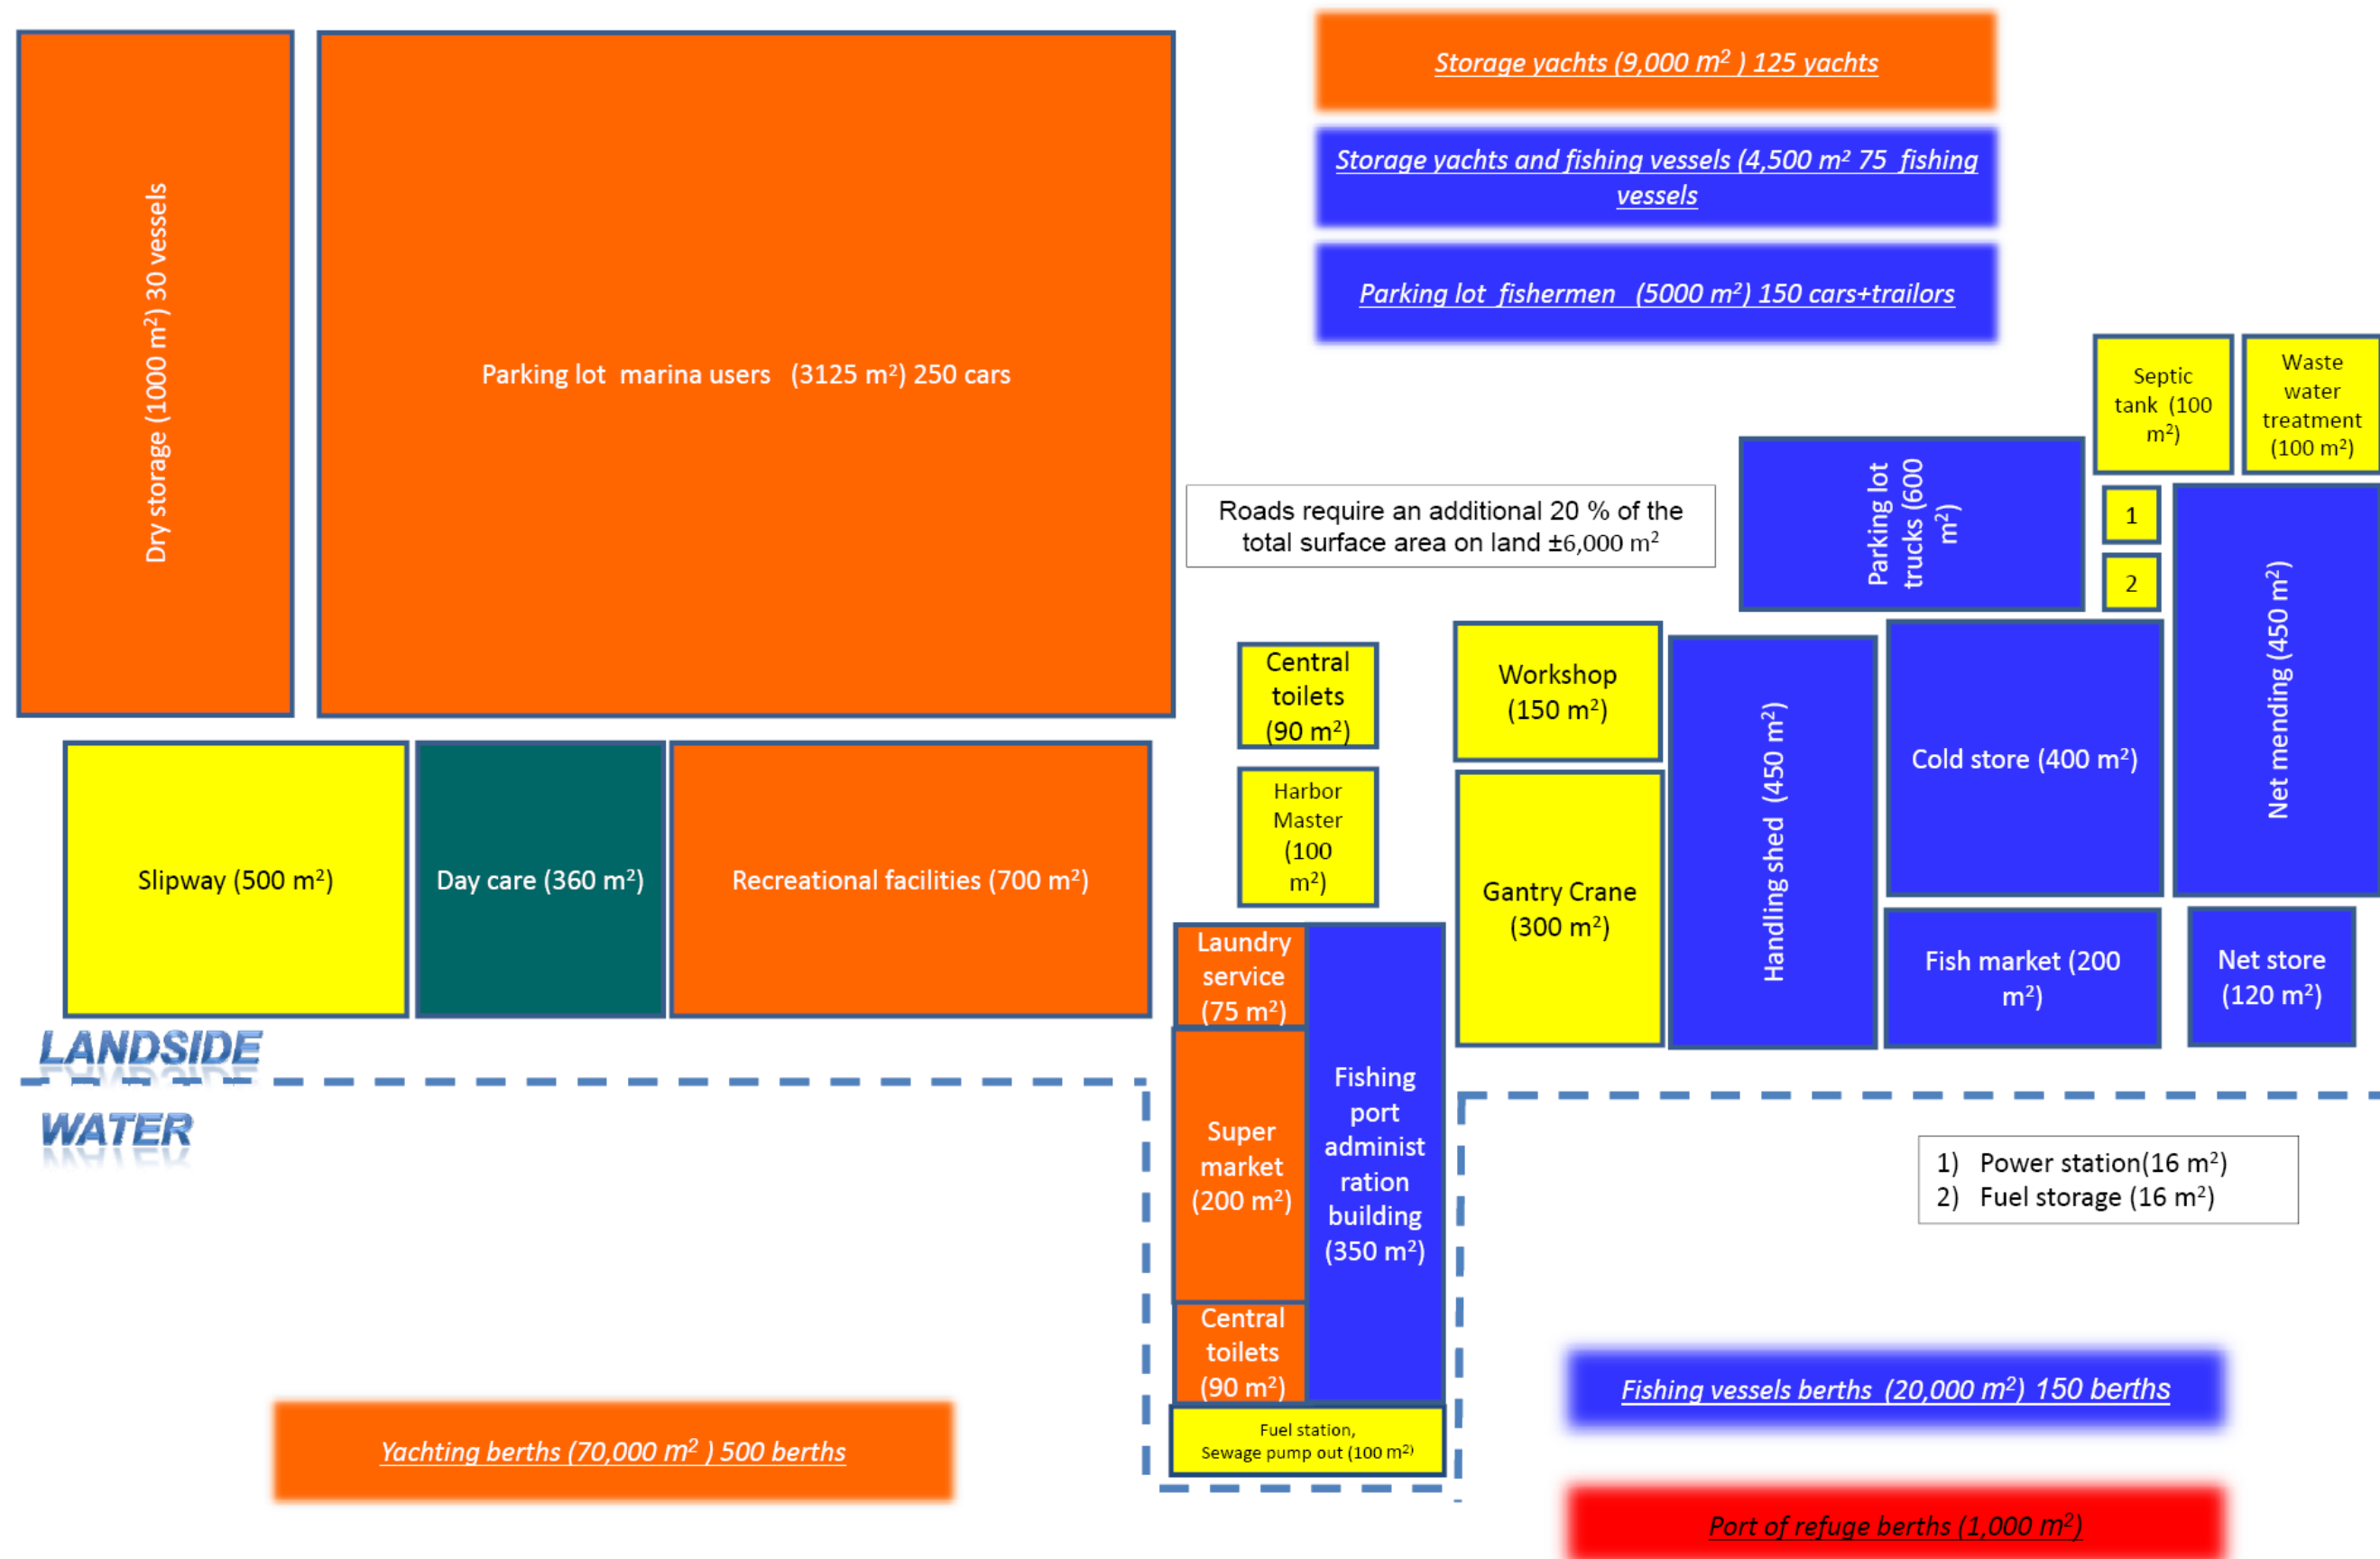 Storage yachts (9,000 m² ) 125 yachts
Storage yachts and fishing vessels (4,500 m² 75 fishing
vessels
Parking lot fishermen (5000 m²) 150 cars+trailors
Dry storage (1000 m²) 30 vessels
Parking lot marina users (3125 m²) 250 cars
Septic
tank (100
m²)
Waste
water
treatment
(100 m²)
Parking lot
trucks (600
m²)
1
2
Roads require an additional 20 % of the
total surface area on land ±6,000 m²
Net mending (450 m²)
Central
toilets
(90 m²)
Workshop
(150 m²)
Handling shed (450 m²)
Cold store (400 m²)
Harbor
Master
(100
m²)
Slipway (500 m²)
Day care (360 m²)
Recreational facilities (700 m²)
Gantry Crane
(300 m²)
Laundry
service
(75 m²)
Fish market (200
m²)
Net store
(120 m²)
LANDSIDE
WATER
Super
market
(200 m²)
Fishing
port
administ
ration
building
(350 m²)
1) Power station(16 m²)
2) Fuel storage (16 m²)
Central
toilets
(90 m²)
Fuel station,
Sewage pump out (100 m²)
Yachting berths (70,000 m² ) 500 berths
Fishing vessels berths (20,000 m²) 150 berths
Port of refuge berths (1,000 m²)